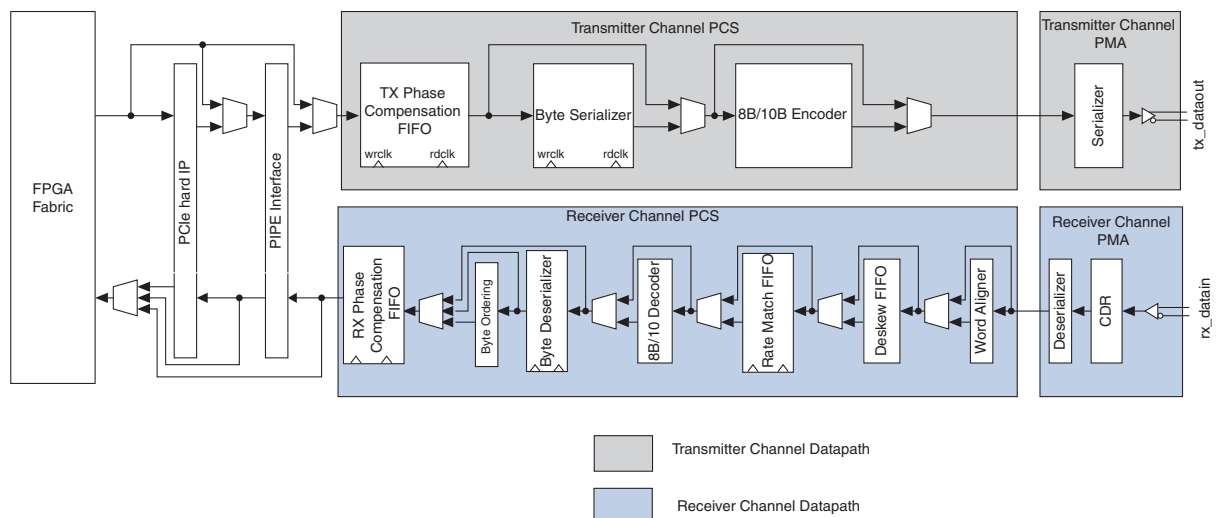 Transmitter Channel PCS
Transmitter Channel
PMA
FPGA
Fabric
PCIe hard IP
PIPE Interface
TX Phase
Compensation
FIFO
wrclk
rdclk
Byte Serializer
wrclk
rdclk
8B/10B Encoder
Serializer
tx_dataout
Receiver Channel PCS
Receiver Channel
PMA
RX Phase
Compensation
FIFO
Byte Ordering
Byte Deserializer
8B/10 Decoder
Rate Match FIFO
Deskew FIFO
Word Aligner
Deserializer
CDR
rx_datain
Transmitter Channel Datapath
Receiver Channel Datapath